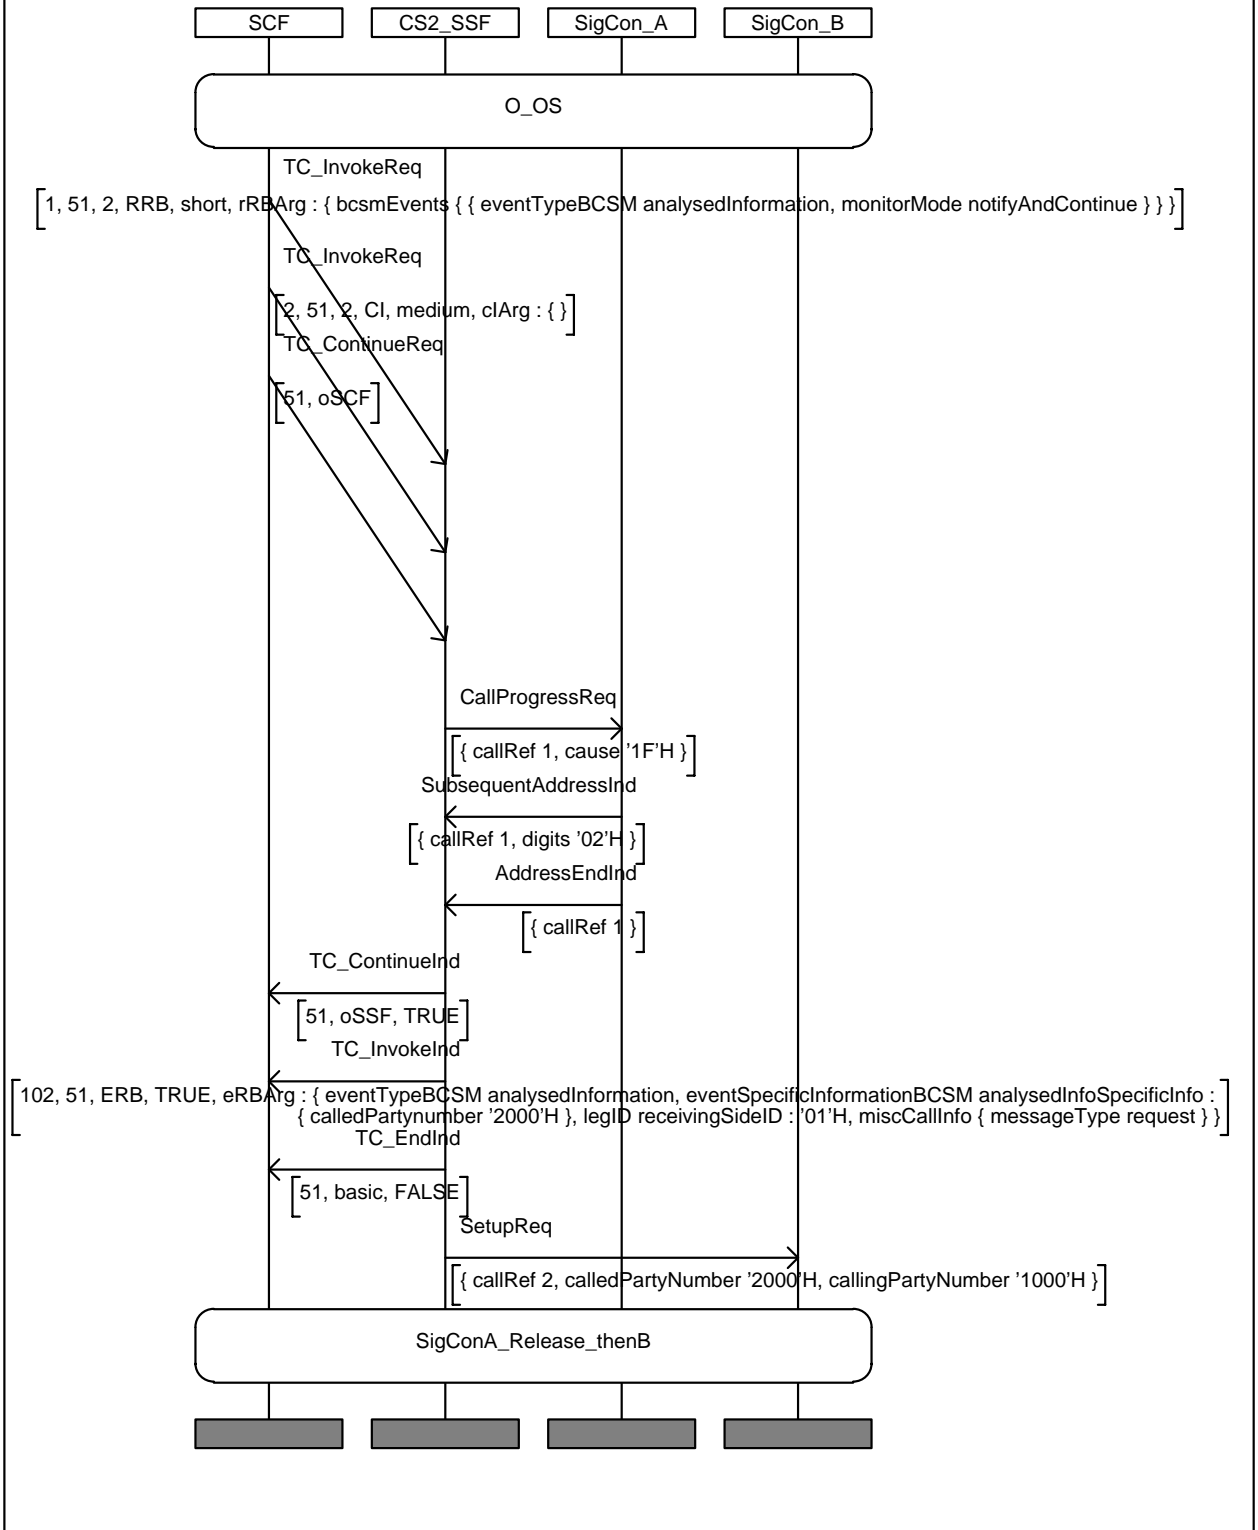 SCF CS2_SSF SigCon_A SigCon_B
O_OS
TC_InvokeReq
1, 51, 2, RRB, short, rRBArg : { bcsmEvents { { eventTypeBCSM analysedInformation, monitorMode notifyAndContinue } } }
TC_InvokeReq
2, 51, 2, CI, medium, cIArg : { }
TC_ContinueReq
51, oSCF
CallProgressReq
{ callRef 1, cause ’1F’H }
SubsequentAddressInd
{ callRef 1, digits ’02’H }
AddressEndInd
{ callRef 1 }
TC_ContinueInd
51, oSSF, TRUE
TC_InvokeInd
102, 51, ERB, TRUE, eRBArg : { eventTypeBCSM analysedInformation, eventSpecificInformationBCSM analysedInfoSpecificInfo :
{ calledPartynumber ’2000’H }, legID receivingSideID : ’01’H, miscCallInfo { messageType request } }
TC_EndInd
51, basic, FALSE
SetupReq
{ callRef 2, calledPartyNumber ’2000’H, callingPartyNumber ’1000’H }
SigConA_Release_thenB